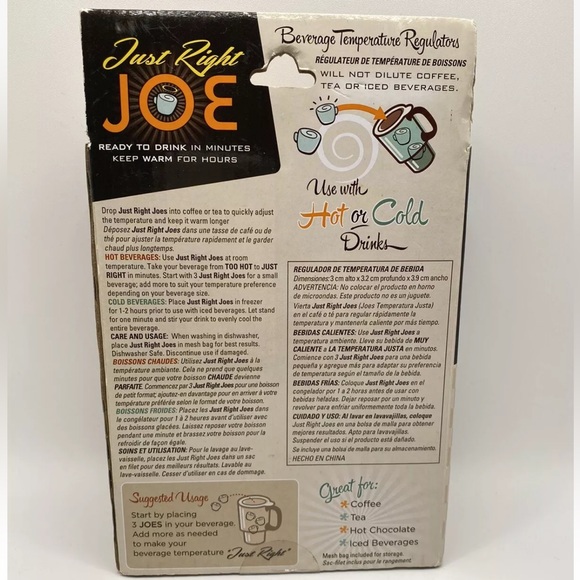 Just Right
JOE
READY TO DRINK IN MINUTES
KEEP WARM FOR HOURS
Beverage Temperature Regulators
RÉGULATEUR DE TEMPÉRATURE DE BOISSONS
WILL NOT DILUTE COFFEE,
TEA OR ICED BEVERAGES.
Use with
Hot or Cold
Drinks
Drop Just Right Joes into coffee or tea to quickly adjust
the temperature and keep it warm longer
Déposez Just Right Joes dans une tasse de café ou de
thé pour ajuster la température rapidement et le garder
chaud plus longtemps.
HOT BEVERAGES: Use Just Right Joes at room
temperature. Take your beverage from TOO HOT to JUST
RIGHT in minutes. Start with 3 Just Right Joes for a small
beverage; add more to suit your temperature preference
depending on your beverage size.
COLD BEVERAGES: Place Just Right Joes in freezer
for 1-2 hours prior to use with iced beverages. Let stand
for one minute and stir your drink to evenly cool the
entire beverage.
CARE AND USAGE: When washing in dishwasher,
place Just Right Joes in mesh bag for best results.
Dishwasher Safe. Discontinue use if damaged.
BOISSONS CHAUDES: Utilisez Just Right Joes à la
température ambiante. Cela ne prend que quelques
minutes pour que votre boisson CHAUDE devienne
PARFAITE. Commencez par 3 Just Right Joes pour une boisson
de petit format, ajoutez-en davantage pour en arriver à votre
température préférée selon le format de votre boisson.
BOISSONS FROIDES: Placez les Just Right Joes dans
le congélateur pour 1 à 2 heures avant d'utiliser avec
des boissons glacées. Laissez reposer votre boisson
pendant une minute et brassez votre boisson pour la
refroidir de façon égale.
SOINS ET UTILISATION: Pour le lavage au lave-
vaisselle, placez les Just Right Joes dans un sac
en filet pour des meilleurs résultats. Lavable au
lave-vaisselle. Cesser d'utiliser en cas de dommage.
REGULADOR DE TEMPERATURA DE BEBIDA
Dimensiones: 3 cm alto x 3.2 cm profundo x 3.9 cm ancho
ADVERTENCIA: No colocar el producto en horno
de microondas. Este producto no es un juguete.
Vierta Just Right Joes (Joes Temperatura Justa)
en el café o té para regular rápidamente la
temperatura y mantenerla caliente por más tiempo.
BEBIDAS CALIENTES: Use Just Right Joes a
temperatura ambiente. Lleve su bebida de MUY
CALIENTE a LA TEMPERATURA JUSTA en minutos.
Comience con 3 Just Right Joes para una bebida
pequeña y agregue más para adaptar su preferencia
de temperatura según el tamaño de la bebida.
BEBIDAS FRÍAS: Coloque Just Right Joes en el
congelador por 1 a 2 horas antes de usar con
bebidas heladas. Dejar reposar por un minuto y
revolver para enfriar uniformemente toda la bebida.
CUIDADO Y USO: Al lavar en lavavajillas, coloque
Just Right Joes en una bolsa de malla para obtener
mejores resultados. Apto para lavavajillas.
Suspender el uso si el producto está dañado.
Se incluye una bolsa de malla para su almacenamiento.
HECHO EN CHINA
Suggested Usage
Start by placing
3 JOES in your beverage.
Add more as needed
to make your
beverage temperature "Just Right"
Great for:
Coffee
Tea
Hot Chocolate
Iced Beverages
Mesh bag included for storage.
Sac-filet inclus pour le rangement.